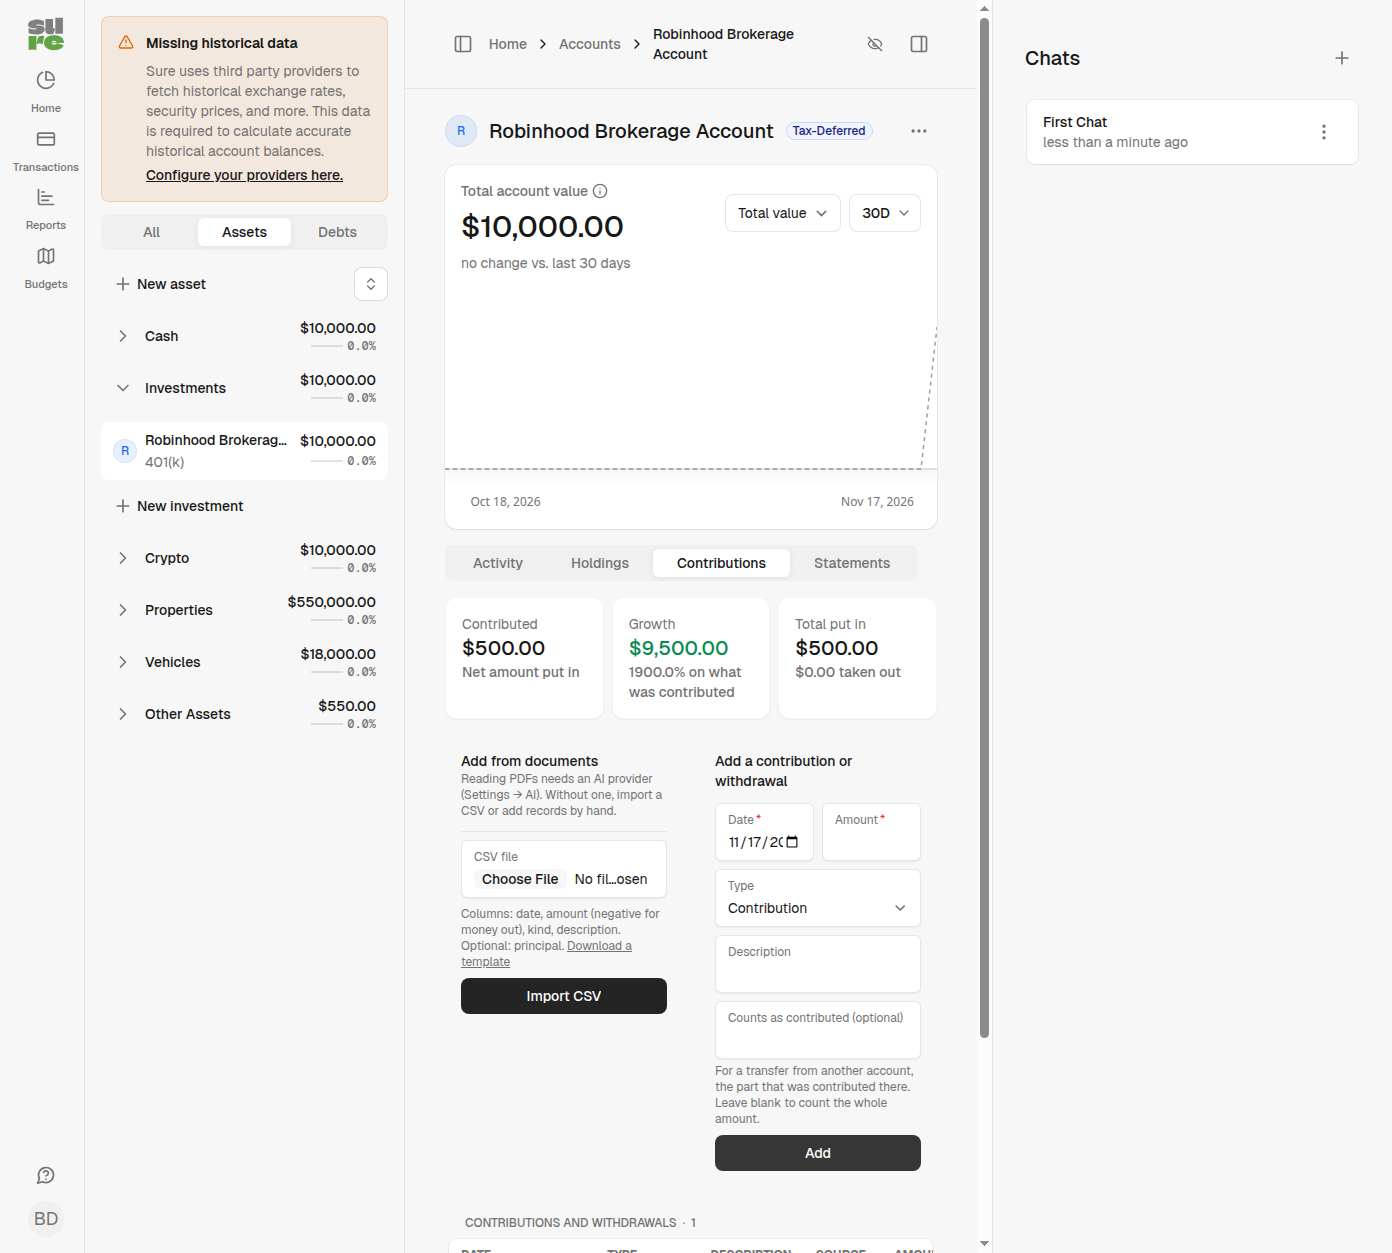 sure
Home
Transactions
Reports
Budgets
BD
Missing historical data
Sure uses third party providers to
fetch historical exchange rates,
security prices, and more. This data
is required to calculate accurate
historical account balances.
Configure your providers here.
All
Assets
Debts
New asset
Cash
$10,000.00
0.0%
Investments
$10,000.00
0.0%
R
Robinhood Brokerag...
$10,000.00
401(k)
0.0%
New investment
Crypto
$10,000.00
0.0%
Properties
$550,000.00
0.0%
Vehicles
$18,000.00
0.0%
Other Assets
$550.00
0.0%
Home
Accounts
Robinhood Brokerage
Account
R
Robinhood Brokerage Account
Tax-Deferred
Total account value
$10,000.00
no change vs. last 30 days
Total value
30D
Oct 18, 2026
Nov 17, 2026
Activity
Holdings
Contributions
Statements
Contributed
$500.00
Net amount put in
Growth
$9,500.00
1900.0% on what
was contributed
Total put in
$500.00
$0.00 taken out
Add from documents
Reading PDFs needs an AI provider
(Settings → AI). Without one, import a
CSV or add records by hand.
CSV file
Choose File
No fil...osen
Columns: date, amount (negative for
money out), kind, description.
Optional: principal. Download a
template
Import CSV
Add a contribution or
withdrawal
Date *
11/17/20
Amount *
Type
Contribution
Description
Counts as contributed (optional)
For a transfer from another account,
the part that was contributed there.
Leave blank to count the whole
amount.
Add
CONTRIBUTIONS AND WITHDRAWALS · 1
DATE
TYPE
DESCRIPTION
SOURCE
Chats
First Chat
less than a minute ago